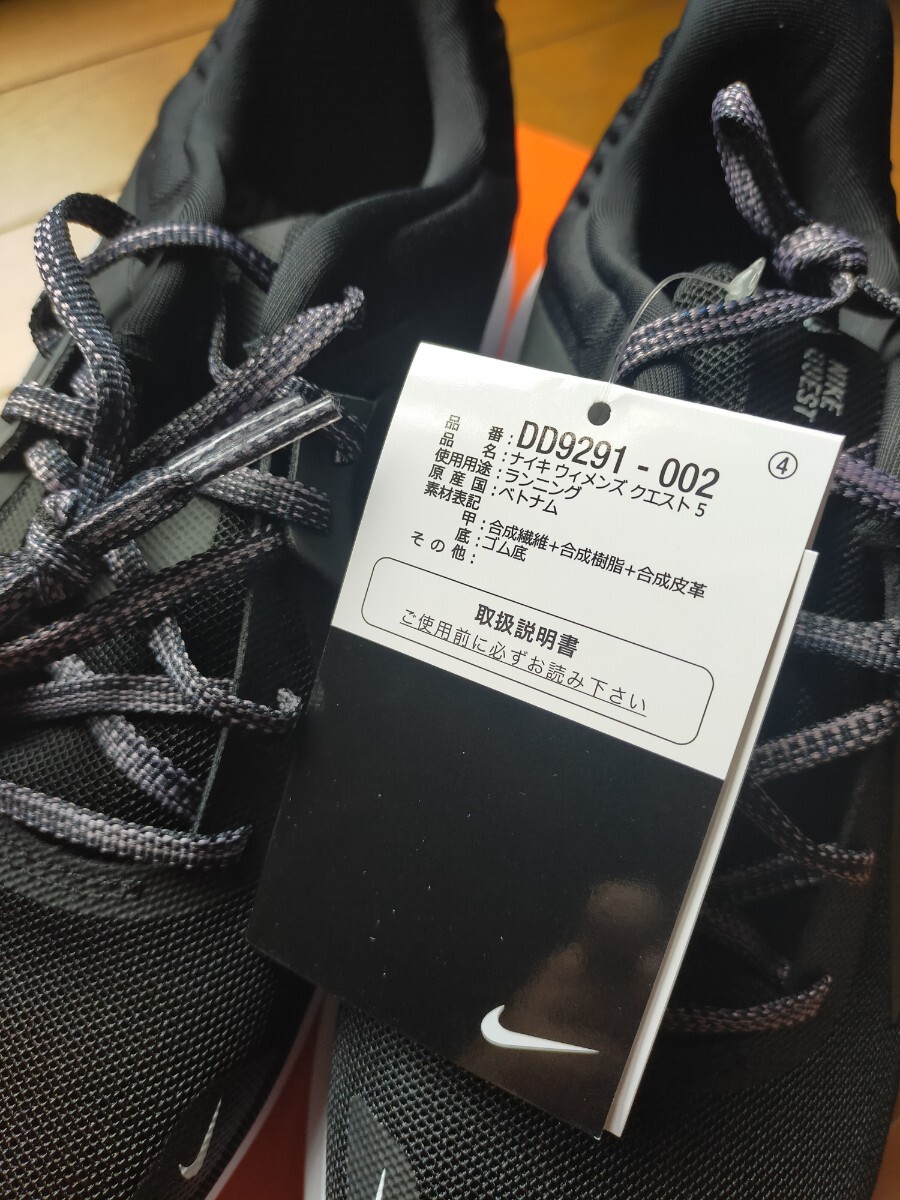 品番:DD9291-002
④
品名:ナイキ ウィメンズ クエスト 5
使用用途:ランニング
原産国:ベトナム
素材表記
甲:合成繊維+合成樹脂+合成皮革
底:ゴム底
その他:
取扱説明書
ご使用前に必ずお読み下さい
NIKE
QUEST